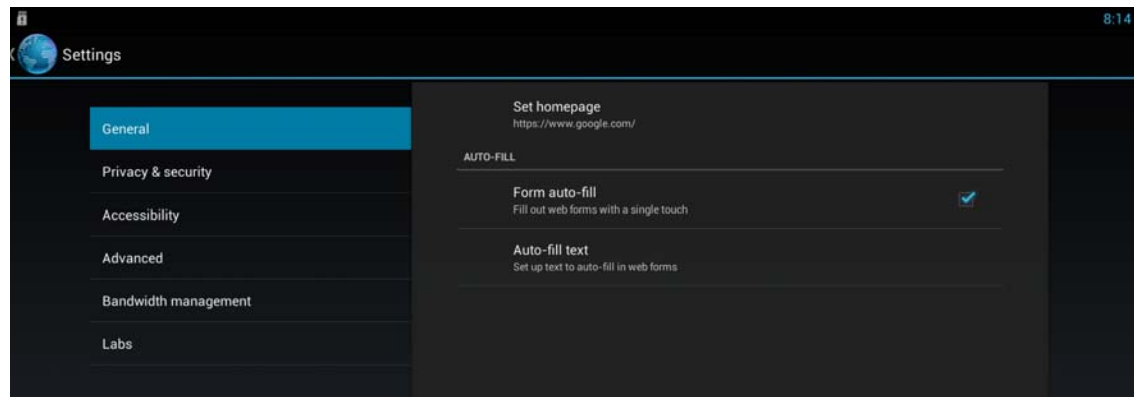 8:14
Settings
General
Privacy & security
Accessibility
Advanced
Bandwidth management
Labs
Set homepage
https://www.google.com/
AUTO-FILL
Form auto-fill
Fill out web forms with a single touch
Auto-fill text
Set up text to auto-fill in web forms